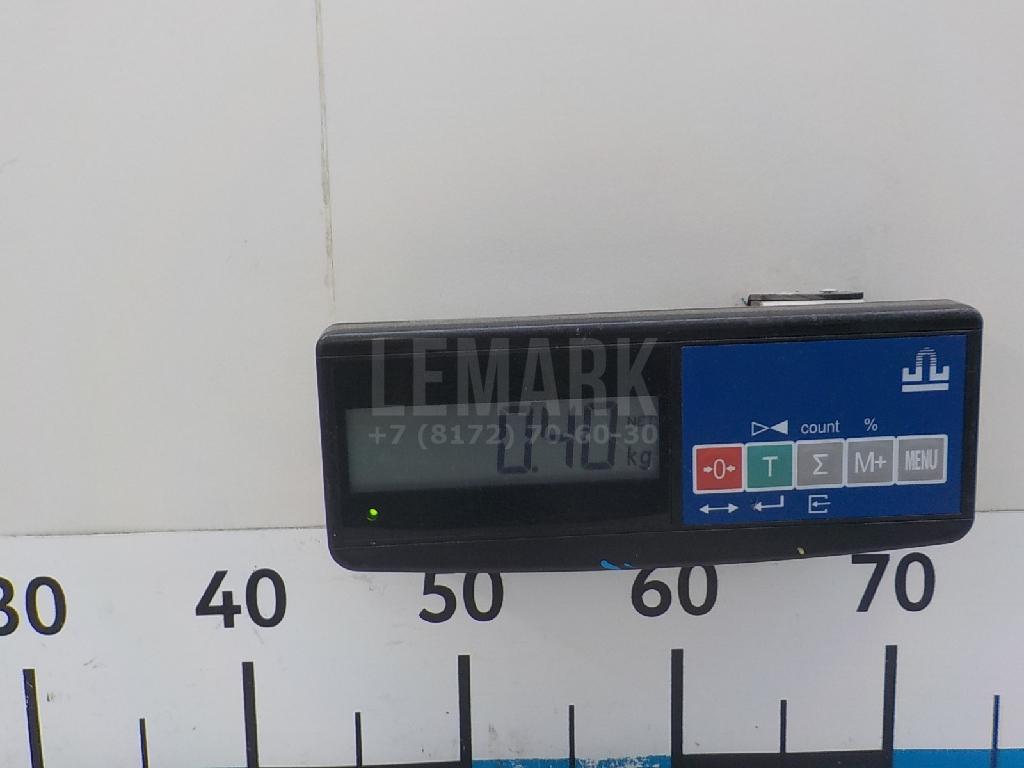 LEMARK
+7 (8172) 70-60-30
0.40
NET
kg
count %
→0← T Σ M+ MENU
30 40 50 60 70